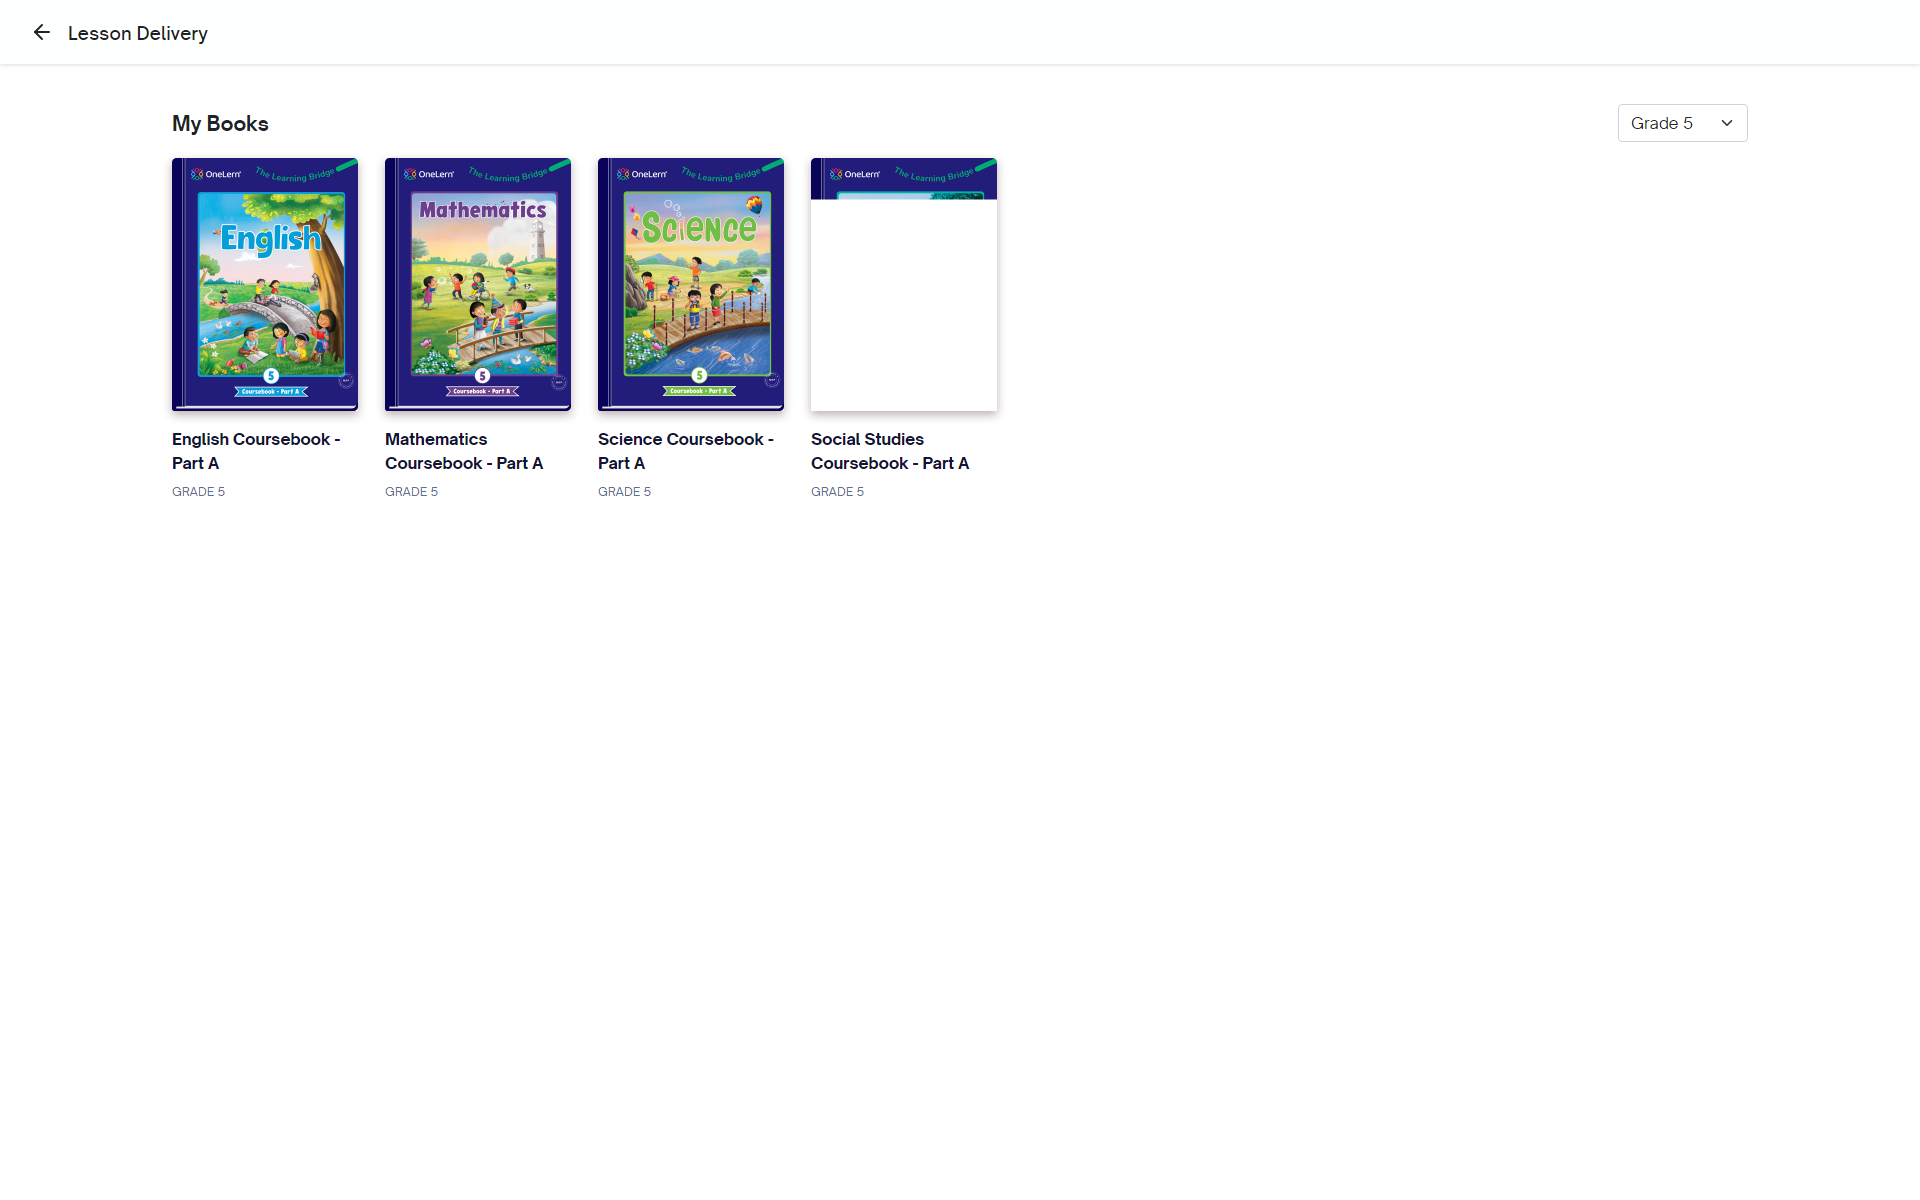 Lesson Delivery
My Books
Grade 5
OneLern
The Learning Bridge
English
5
Coursebook - Part A
OneLern
The Learning Bridge
Mathematics
5
Coursebook - Part A
OneLern
The Learning Bridge
Science
5
Coursebook - Part A
OneLern
The Learning Bridge
English Coursebook -
Part A
GRADE 5
Mathematics
Coursebook - Part A
GRADE 5
Science Coursebook -
Part A
GRADE 5
Social Studies
Coursebook - Part A
GRADE 5